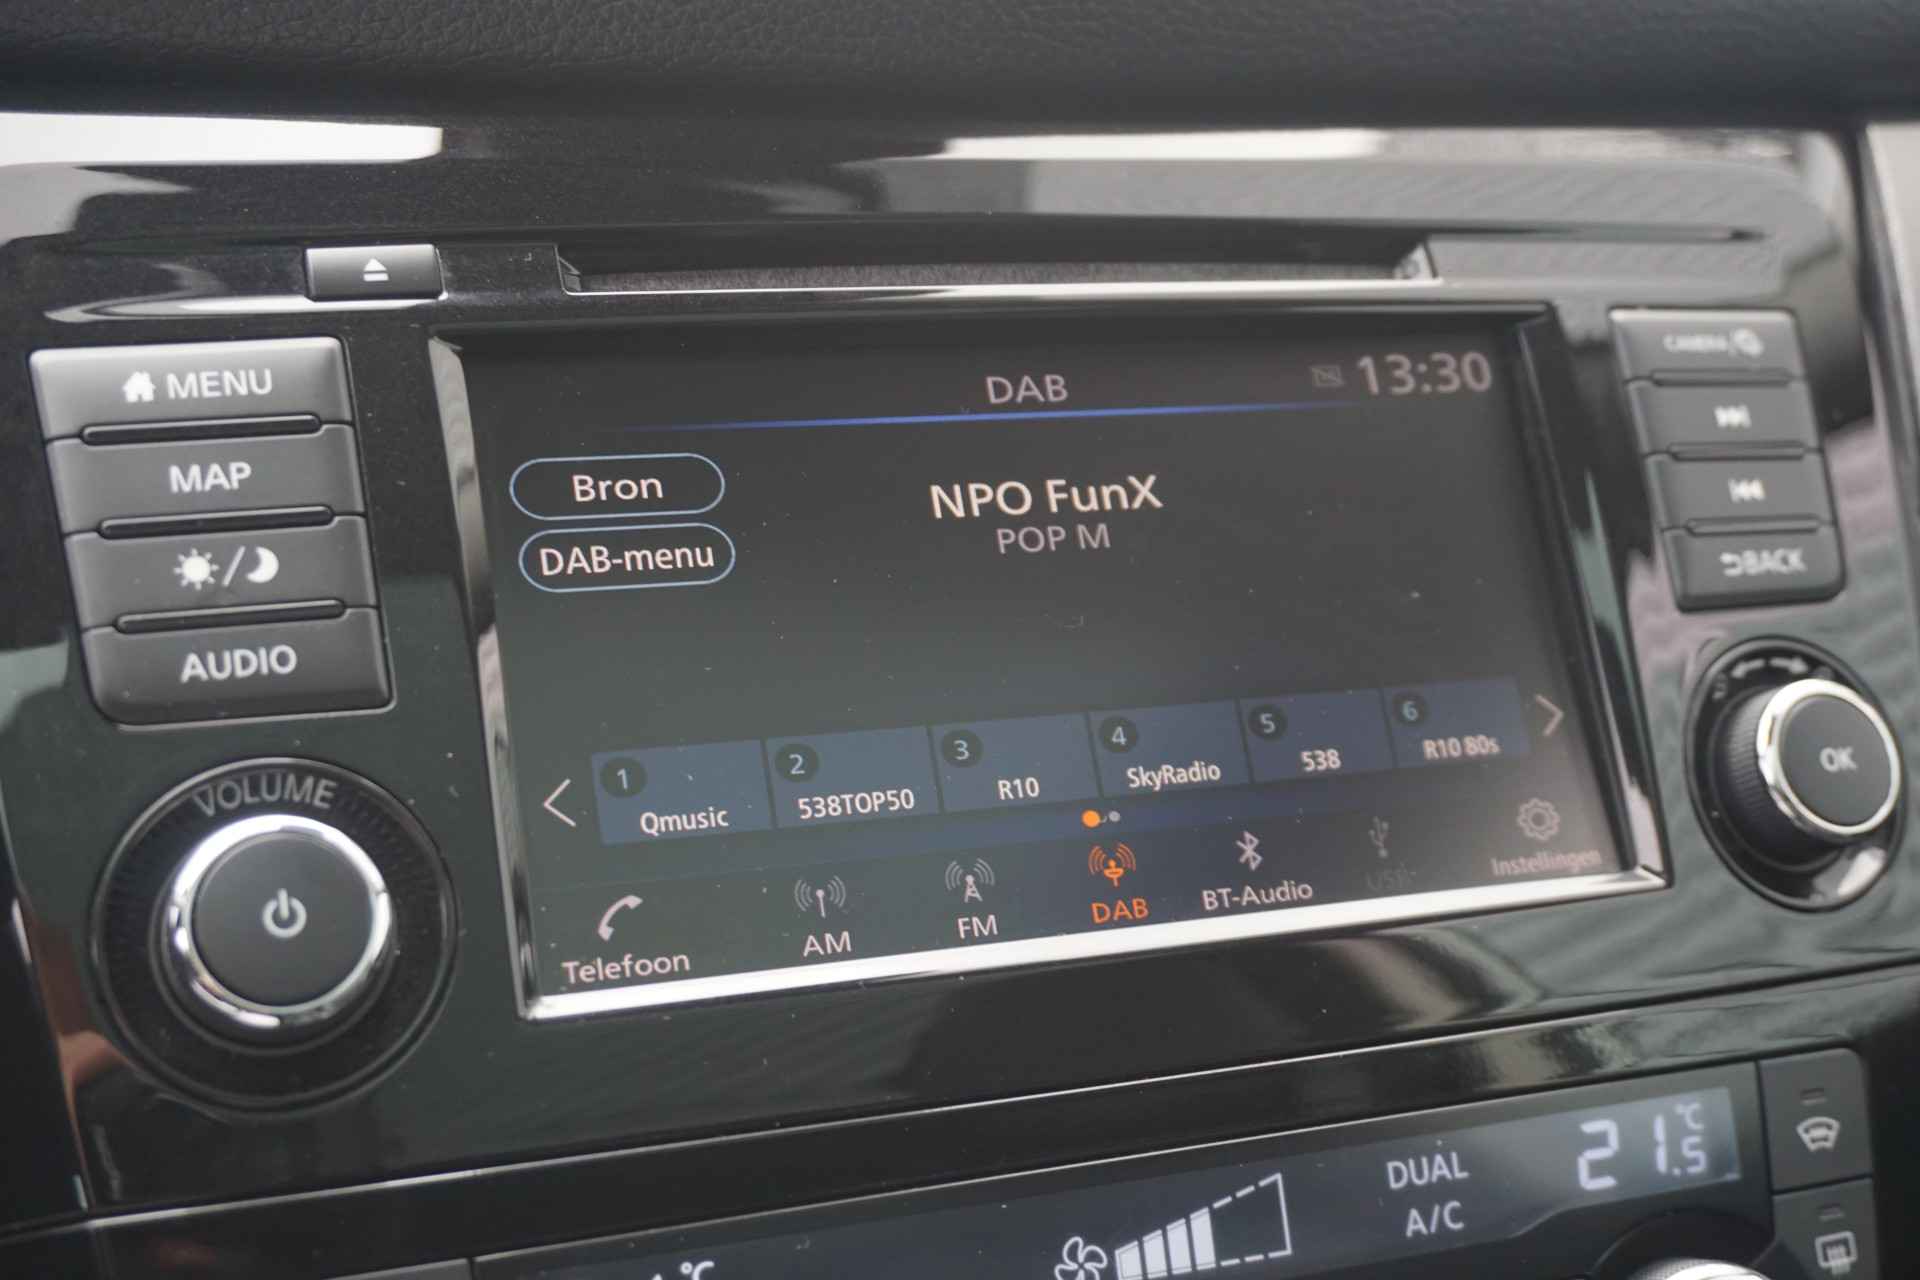 MENU
MAP
AUDIO
VOLUME
DAB
13:30
Bron
DAB-menu
NPO FunX
POP M
1 Qmusic
2 538TOP50
3 R10
4 SkyRadio
5 538
6 R10 80s
Telefoon
AM
FM
DAB
BT-Audio
USB
Instellingen
CAMERA/
BACK
OK
DUAL
A/C
21.5 °C
°C